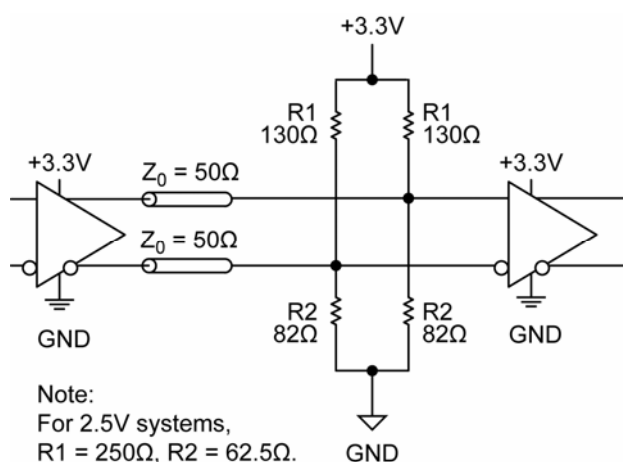 +3.3V
R1
130Ω
R1
130Ω
+3.3V
Z0 = 50Ω
+3.3V
Z0 = 50Ω
R2
82Ω
R2
82Ω
GND
GND
Note:
For 2.5V systems,
R1 = 250Ω, R2 = 62.5Ω.
GND